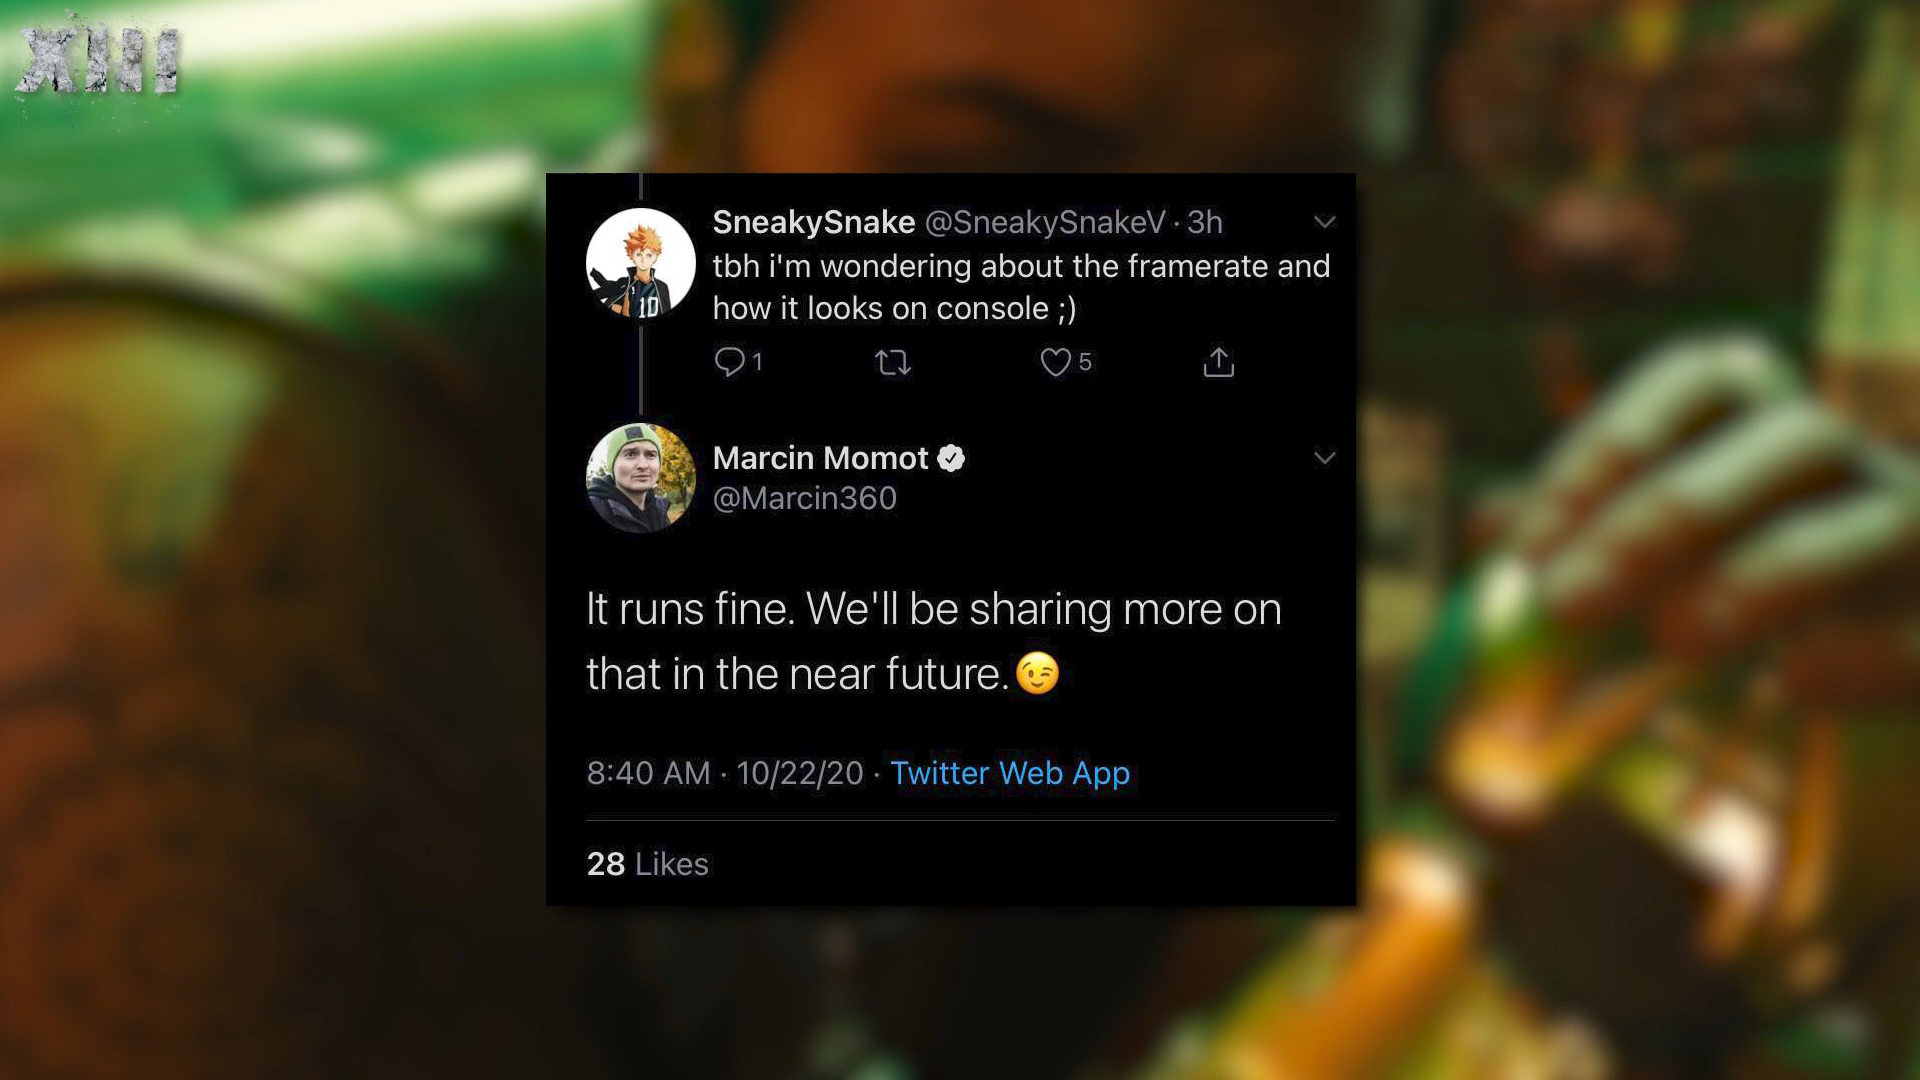 XIII
SneakySnake @SneakySnakeV · 3h
tbh i'm wondering about the framerate and
how it looks on console ;)
1 5
Marcin Momot
@Marcin360
It runs fine. We'll be sharing more on
that in the near future.😉
8:40 AM · 10/22/20 · Twitter Web App
28 Likes
10